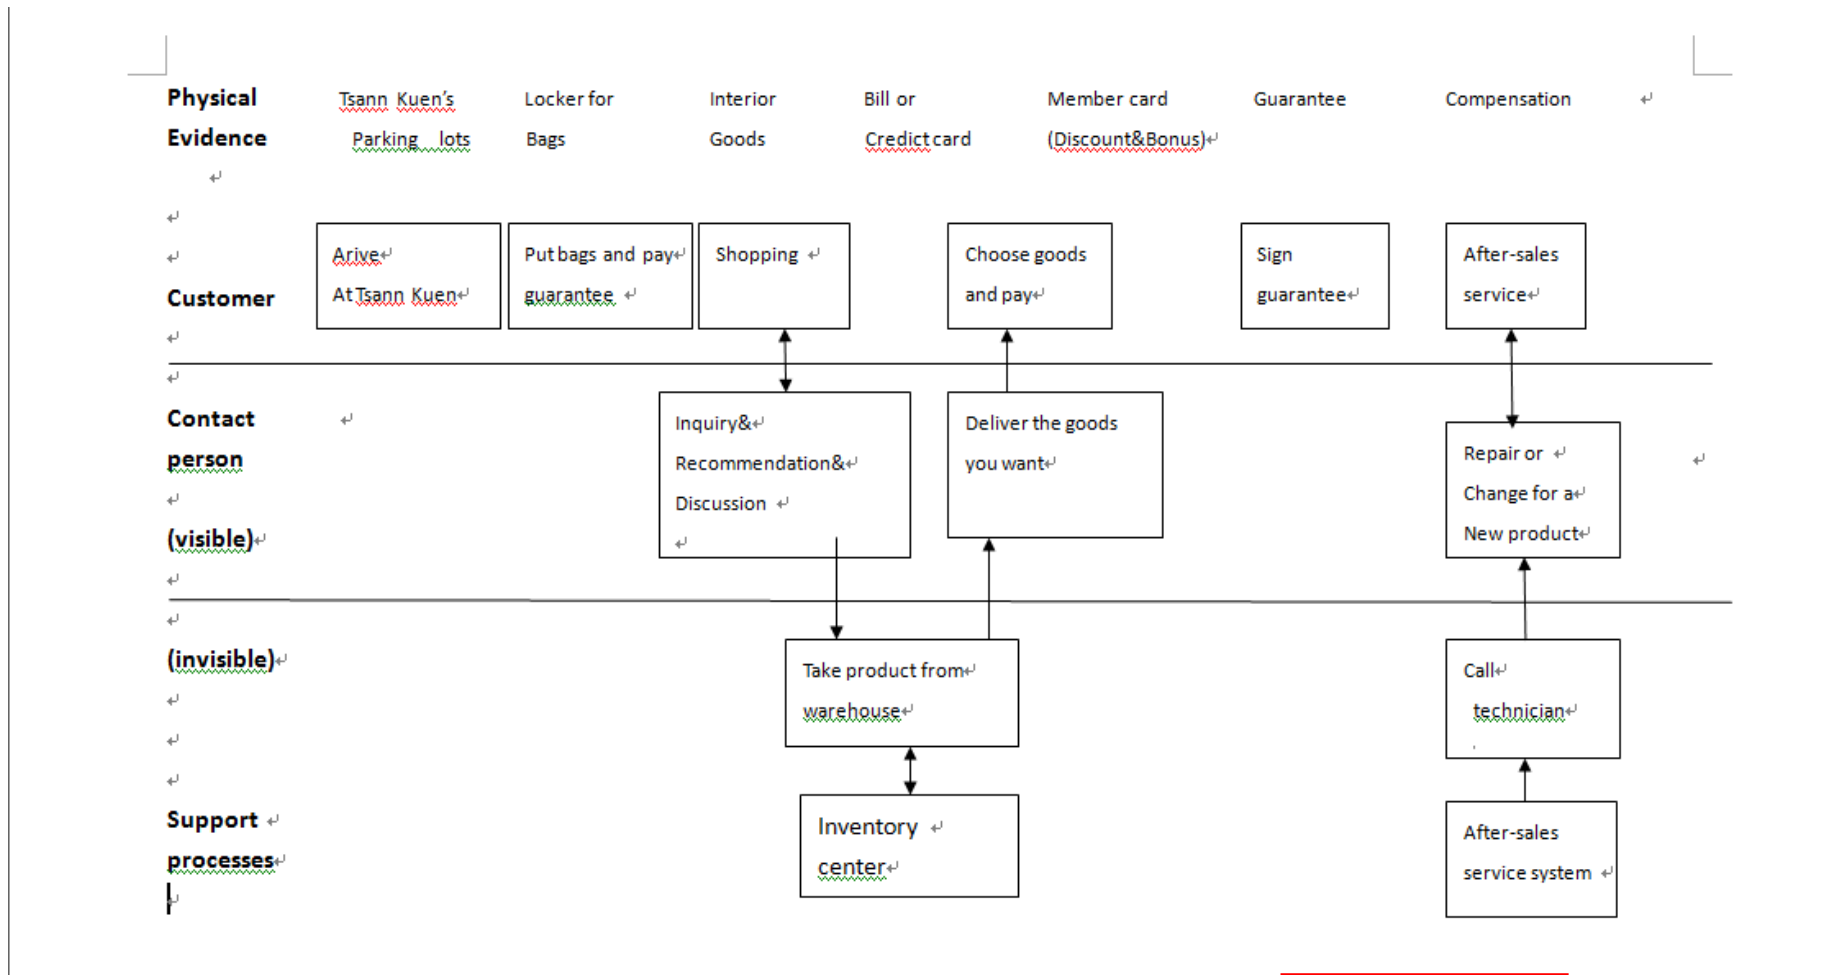 Physical Evidence
Tsann Kuen's
Parking lots
Locker for
Bags
Interior
Goods
Bill or
Credict card
Member card
(Discount&Bonus)
Guarantee
Compensation
Customer
Arive
At Tsann Kuen
Put bags and pay
guarantee
Shopping
Choose goods
and pay
Sign
guarantee
After-sales
service
Contact
person
(visible)
Inquiry&
Recommendation&
Discussion
Deliver the goods
you want
Repair or
Change for a
New product
(invisible)
Take product from
warehouse
Call
technician
Support
processes
Inventory
center
After-sales
service system